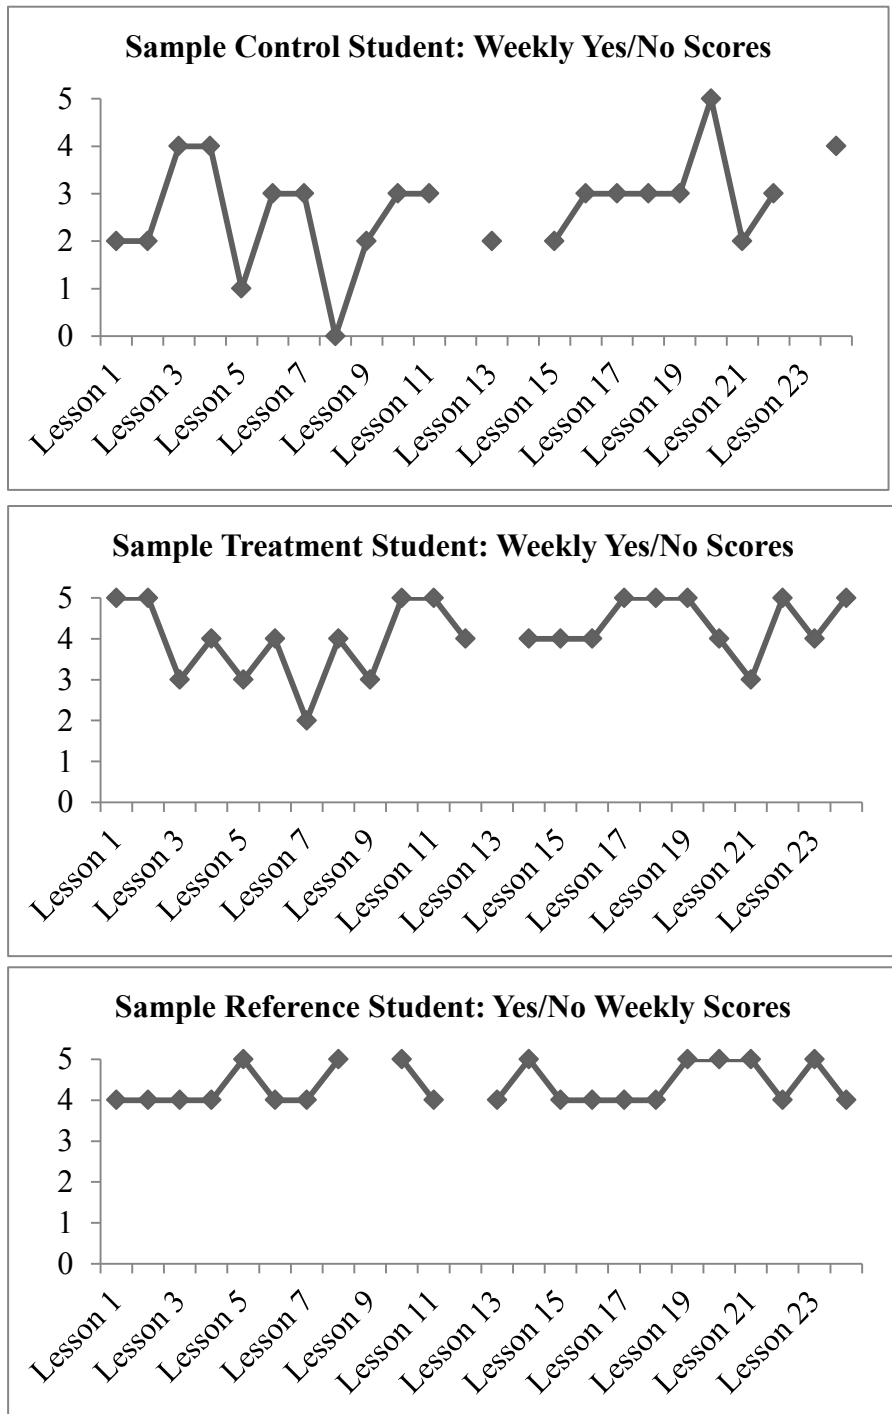 Sample Control Student: Weekly Yes/No Scores
5
4
3
2
1
0
Lesson 1
Lesson 3
Lesson 5
Lesson 7
Lesson 9
Lesson 11
Lesson 13
Lesson 15
Lesson 17
Lesson 19
Lesson 21
Lesson 23
Sample Treatment Student: Weekly Yes/No Scores
5
4
3
2
1
0
Lesson 1
Lesson 3
Lesson 5
Lesson 7
Lesson 9
Lesson 11
Lesson 13
Lesson 15
Lesson 17
Lesson 19
Lesson 21
Lesson 23
Sample Reference Student: Yes/No Weekly Scores
5
4
3
2
1
0
Lesson 1
Lesson 3
Lesson 5
Lesson 7
Lesson 9
Lesson 11
Lesson 13
Lesson 15
Lesson 17
Lesson 19
Lesson 21
Lesson 23